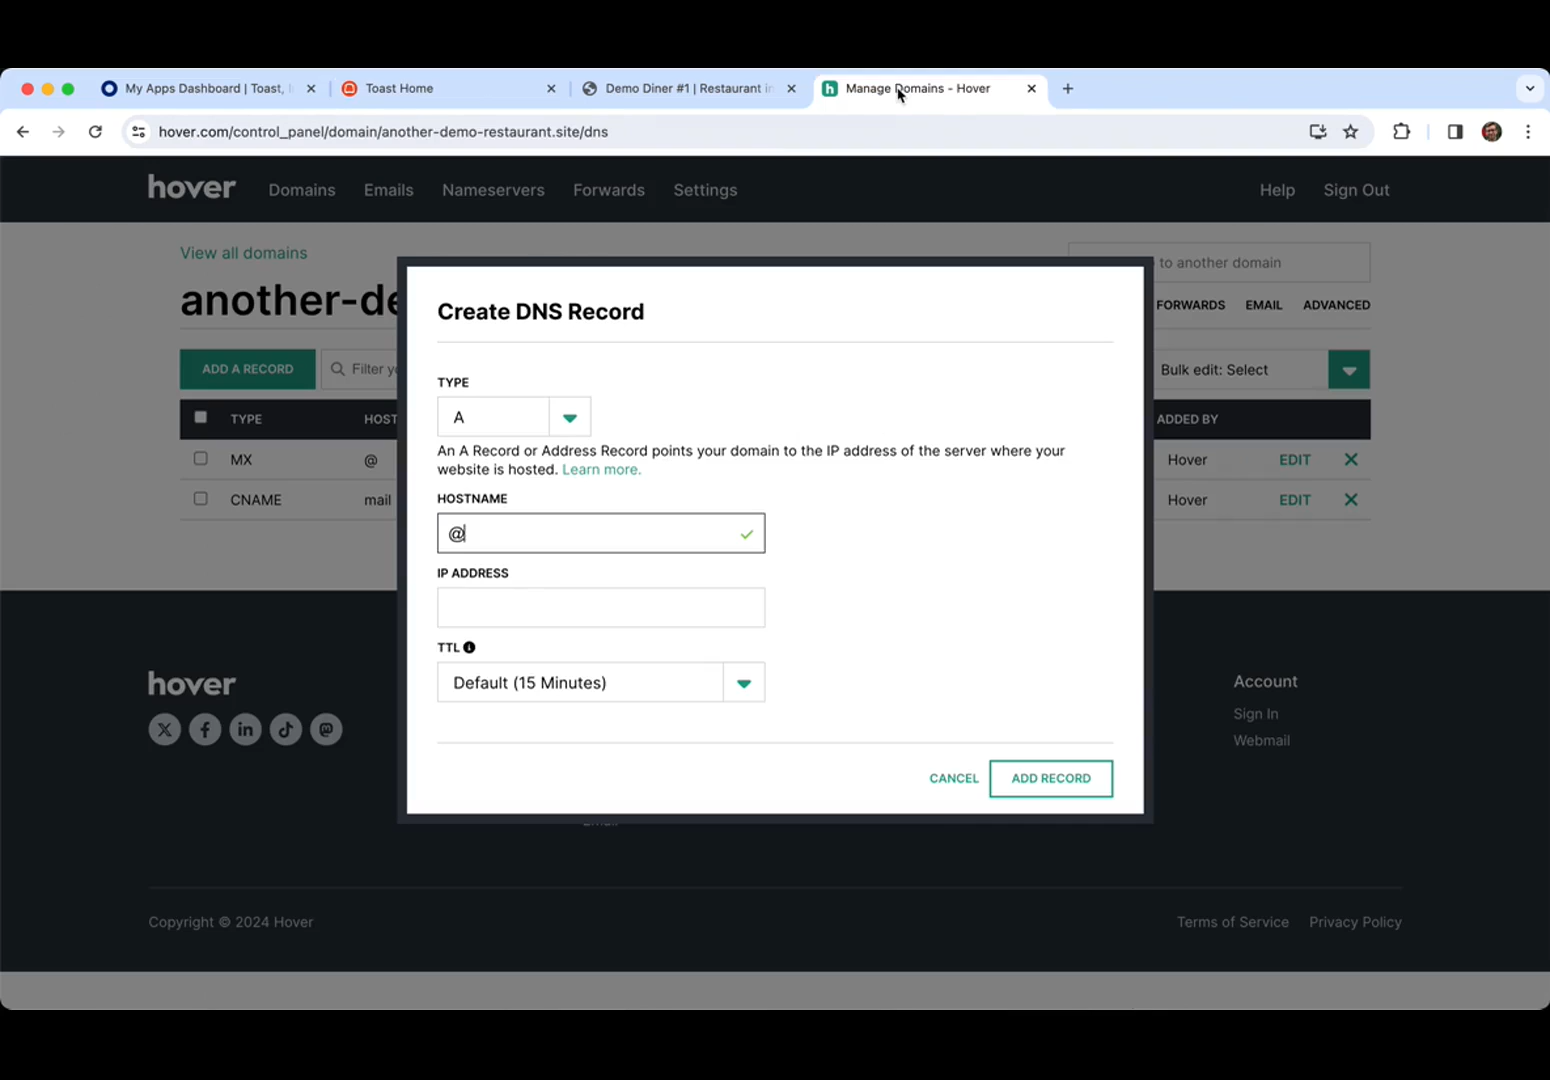 My Apps Dashboard | Toast,
Toast Home
Demo Diner #1 | Restaurant in
Manage Domains - Hover
hover.com/control_panel/domain/another-demo-restaurant.site/dns
hover
Domains
Emails
Nameservers
Forwards
Settings
Help
Sign Out
View all domains
to another domain
another-de
FORWARDS
EMAIL
ADVANCED
ADD A RECORD
Filter yo
Bulk edit: Select
TYPE
HOST
ADDED BY
MX
@
Hover
EDIT
CNAME
mail
Hover
EDIT
Create DNS Record
TYPE
A
An A Record or Address Record points your domain to the IP address of the server where your
website is hosted. Learn more.
HOSTNAME
@
IP ADDRESS
TTL
Default (15 Minutes)
CANCEL
ADD RECORD
hover
Account
Sign In
Webmail
Copyright © 2024 Hover
Terms of Service
Privacy Policy